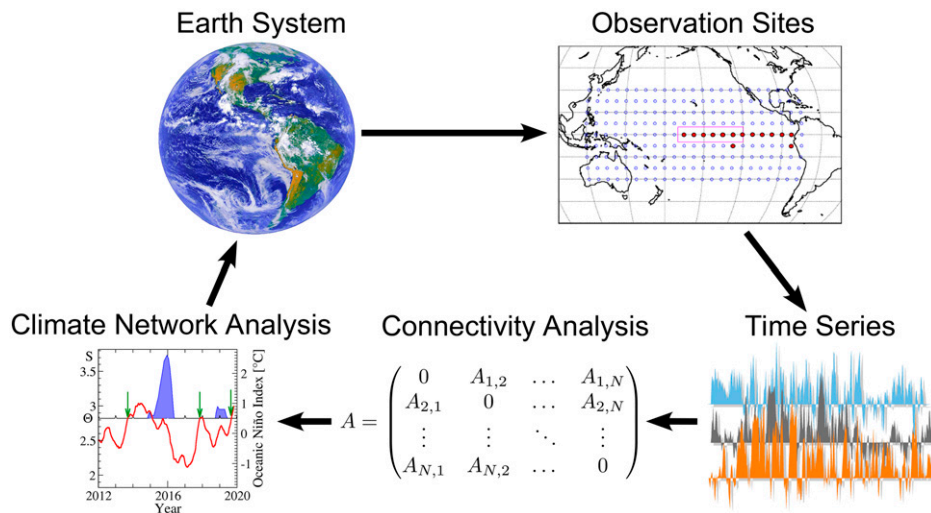 Earth System
Observation Sites
Climate Network Analysis
Connectivity Analysis
Time Series
S
3.5
3
Θ
2.5
2
2
1
0
-1
Oceanic Niño Index [°C]
2012 2016 2020
Year
A =
0 A1,2 … A1,N
A2,1 0 … A2,N
⋮ ⋮ ⋱ ⋮
AN,1 AN,2 … 0